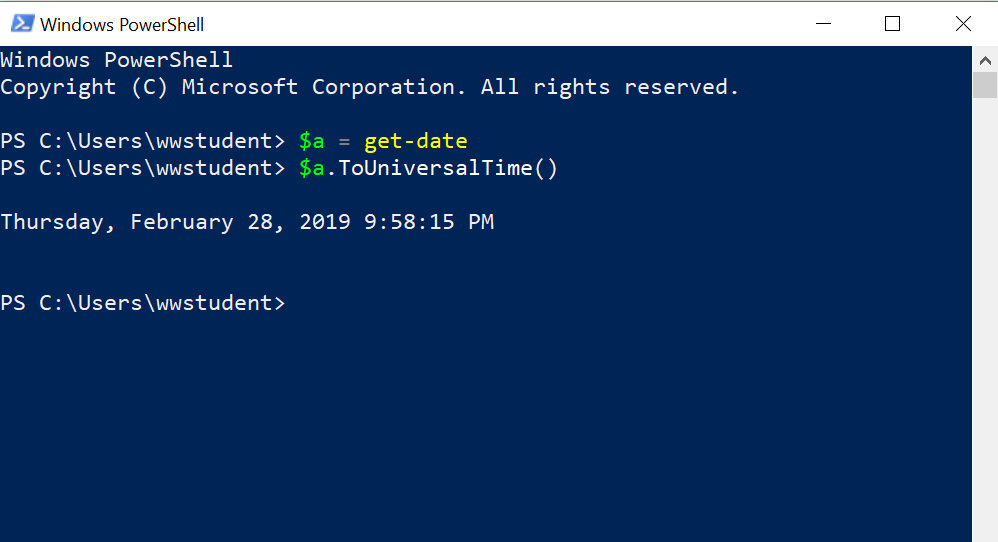 Windows PowerShell
Windows PowerShell
Copyright (C) Microsoft Corporation. All rights reserved.
PS C:\Users\wwstudent> $a = get-date
PS C:\Users\wwstudent> $a.ToUniversalTime()
Thursday, February 28, 2019 9:58:15 PM
PS C:\Users\wwstudent>